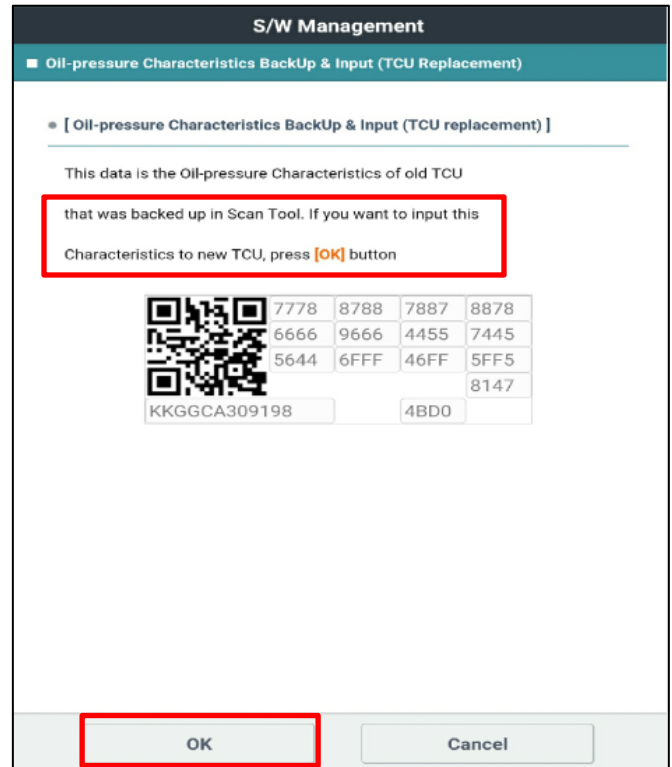 S/W Management
Oil-pressure Characteristics BackUp & Input (TCU Replacement)
[ Oil-pressure Characteristics BackUp & Input (TCU replacement) ]
This data is the Oil-pressure Characteristics of old TCU
that was backed up in Scan Tool. If you want to input this
Characteristics to new TCU, press [OK] button
7778 8788 7887 8878
6666 9666 4455 7445
5644 6FFF 46FF 5FF5
8147
KKGGCA309198 4BD0
OK Cancel